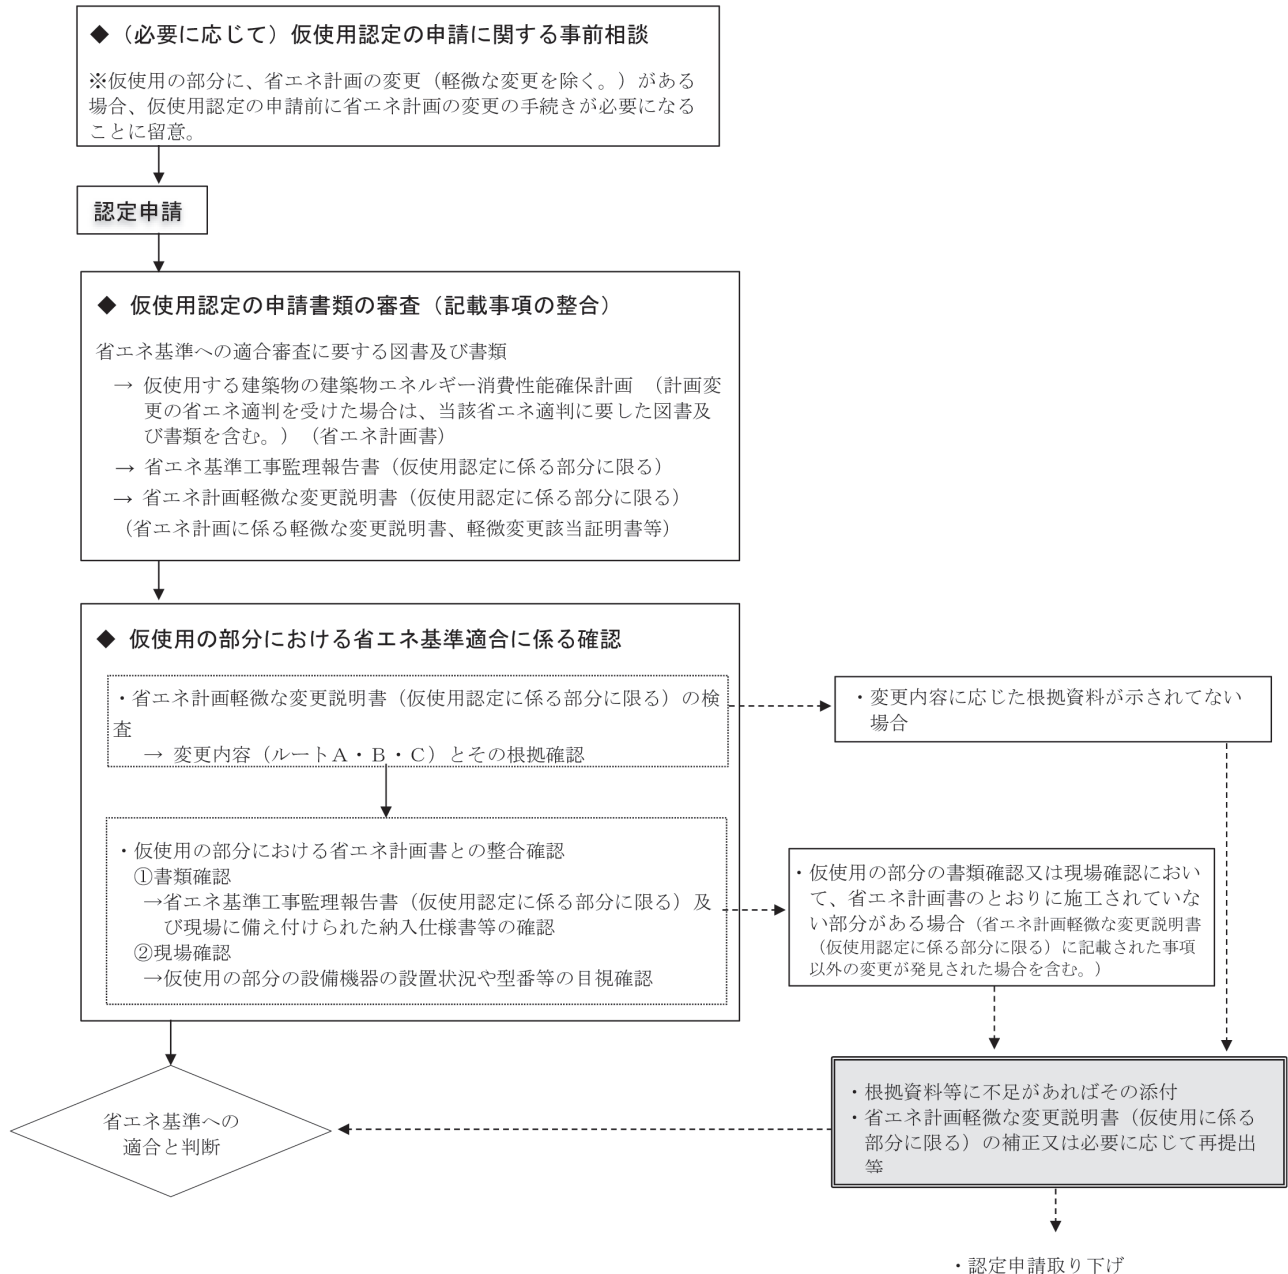 ◆（必要に応じて）仮使用認定の申請に関する事前相談
※仮使用の部分に、省エネ計画の変更（軽微な変更を除く。）がある
場合、仮使用認定の申請前に省エネ計画の変更の手続きが必要になる
ことに留意。
認定申請
◆ 仮使用認定の申請書類の審査（記載事項の整合）
省エネ基準への適合審査に要する図書及び書類
→ 仮使用する建築物の建築物エネルギー消費性能確保計画 （計画変
更の省エネ適判を受けた場合は、当該省エネ適判に要した図書及
び書類を含む。）（省エネ計画書）
→ 省エネ基準工事監理報告書（仮使用認定に係る部分に限る）
→ 省エネ計画軽微な変更説明書（仮使用認定に係る部分に限る）
（省エネ計画に係る軽微な変更説明書、軽微変更該当証明書等）
◆ 仮使用の部分における省エネ基準適合に係る確認
・省エネ計画軽微な変更説明書（仮使用認定に係る部分に限る）の検
査
→ 変更内容（ルートＡ・Ｂ・Ｃ）とその根拠確認
・変更内容に応じた根拠資料が示されてない
場合
・仮使用の部分における省エネ計画書との整合確認
①書類確認
→省エネ基準工事監理報告書（仮使用認定に係る部分に限る）及
び現場に備え付けられた納入仕様書等の確認
②現場確認
→仮使用の部分の設備機器の設置状況や型番等の目視確認
・仮使用の部分の書類確認又は現場確認におい
て、省エネ計画書のとおりに施工されていな
い部分がある場合（省エネ計画軽微な変更説明書
（仮使用認定に係る部分に限る）に記載された事項
以外の変更が発見された場合を含む。）
省エネ基準への
適合と判断
・根拠資料等に不足があればその添付
・省エネ計画軽微な変更説明書（仮使用に係る
部分に限る）の補正又は必要に応じて再提出
等
・認定申請取り下げ